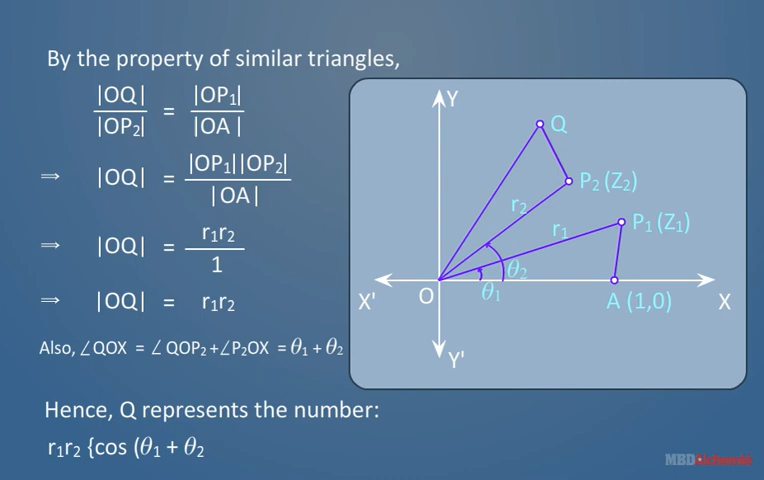 By the property of similar triangles,
|OQ| / |OP₂| = |OP₁| / |OA |
⇒ |OQ| = |OP₁||OP₂| / |OA|
⇒ |OQ| = r₁r₂ / 1
⇒ |OQ| = r₁r₂
Also, ∠QOX = ∠ QOP₂+∠P₂OX = θ₁ + θ₂
Hence, Q represents the number:
r₁r₂ {cos (θ₁ + θ₂
Y
Q
P₂ (Z₂)
r₂
P₁ (Z₁)
r₁
θ₂
θ₁
X'
O
A (1,0)
X
Y'
MBD